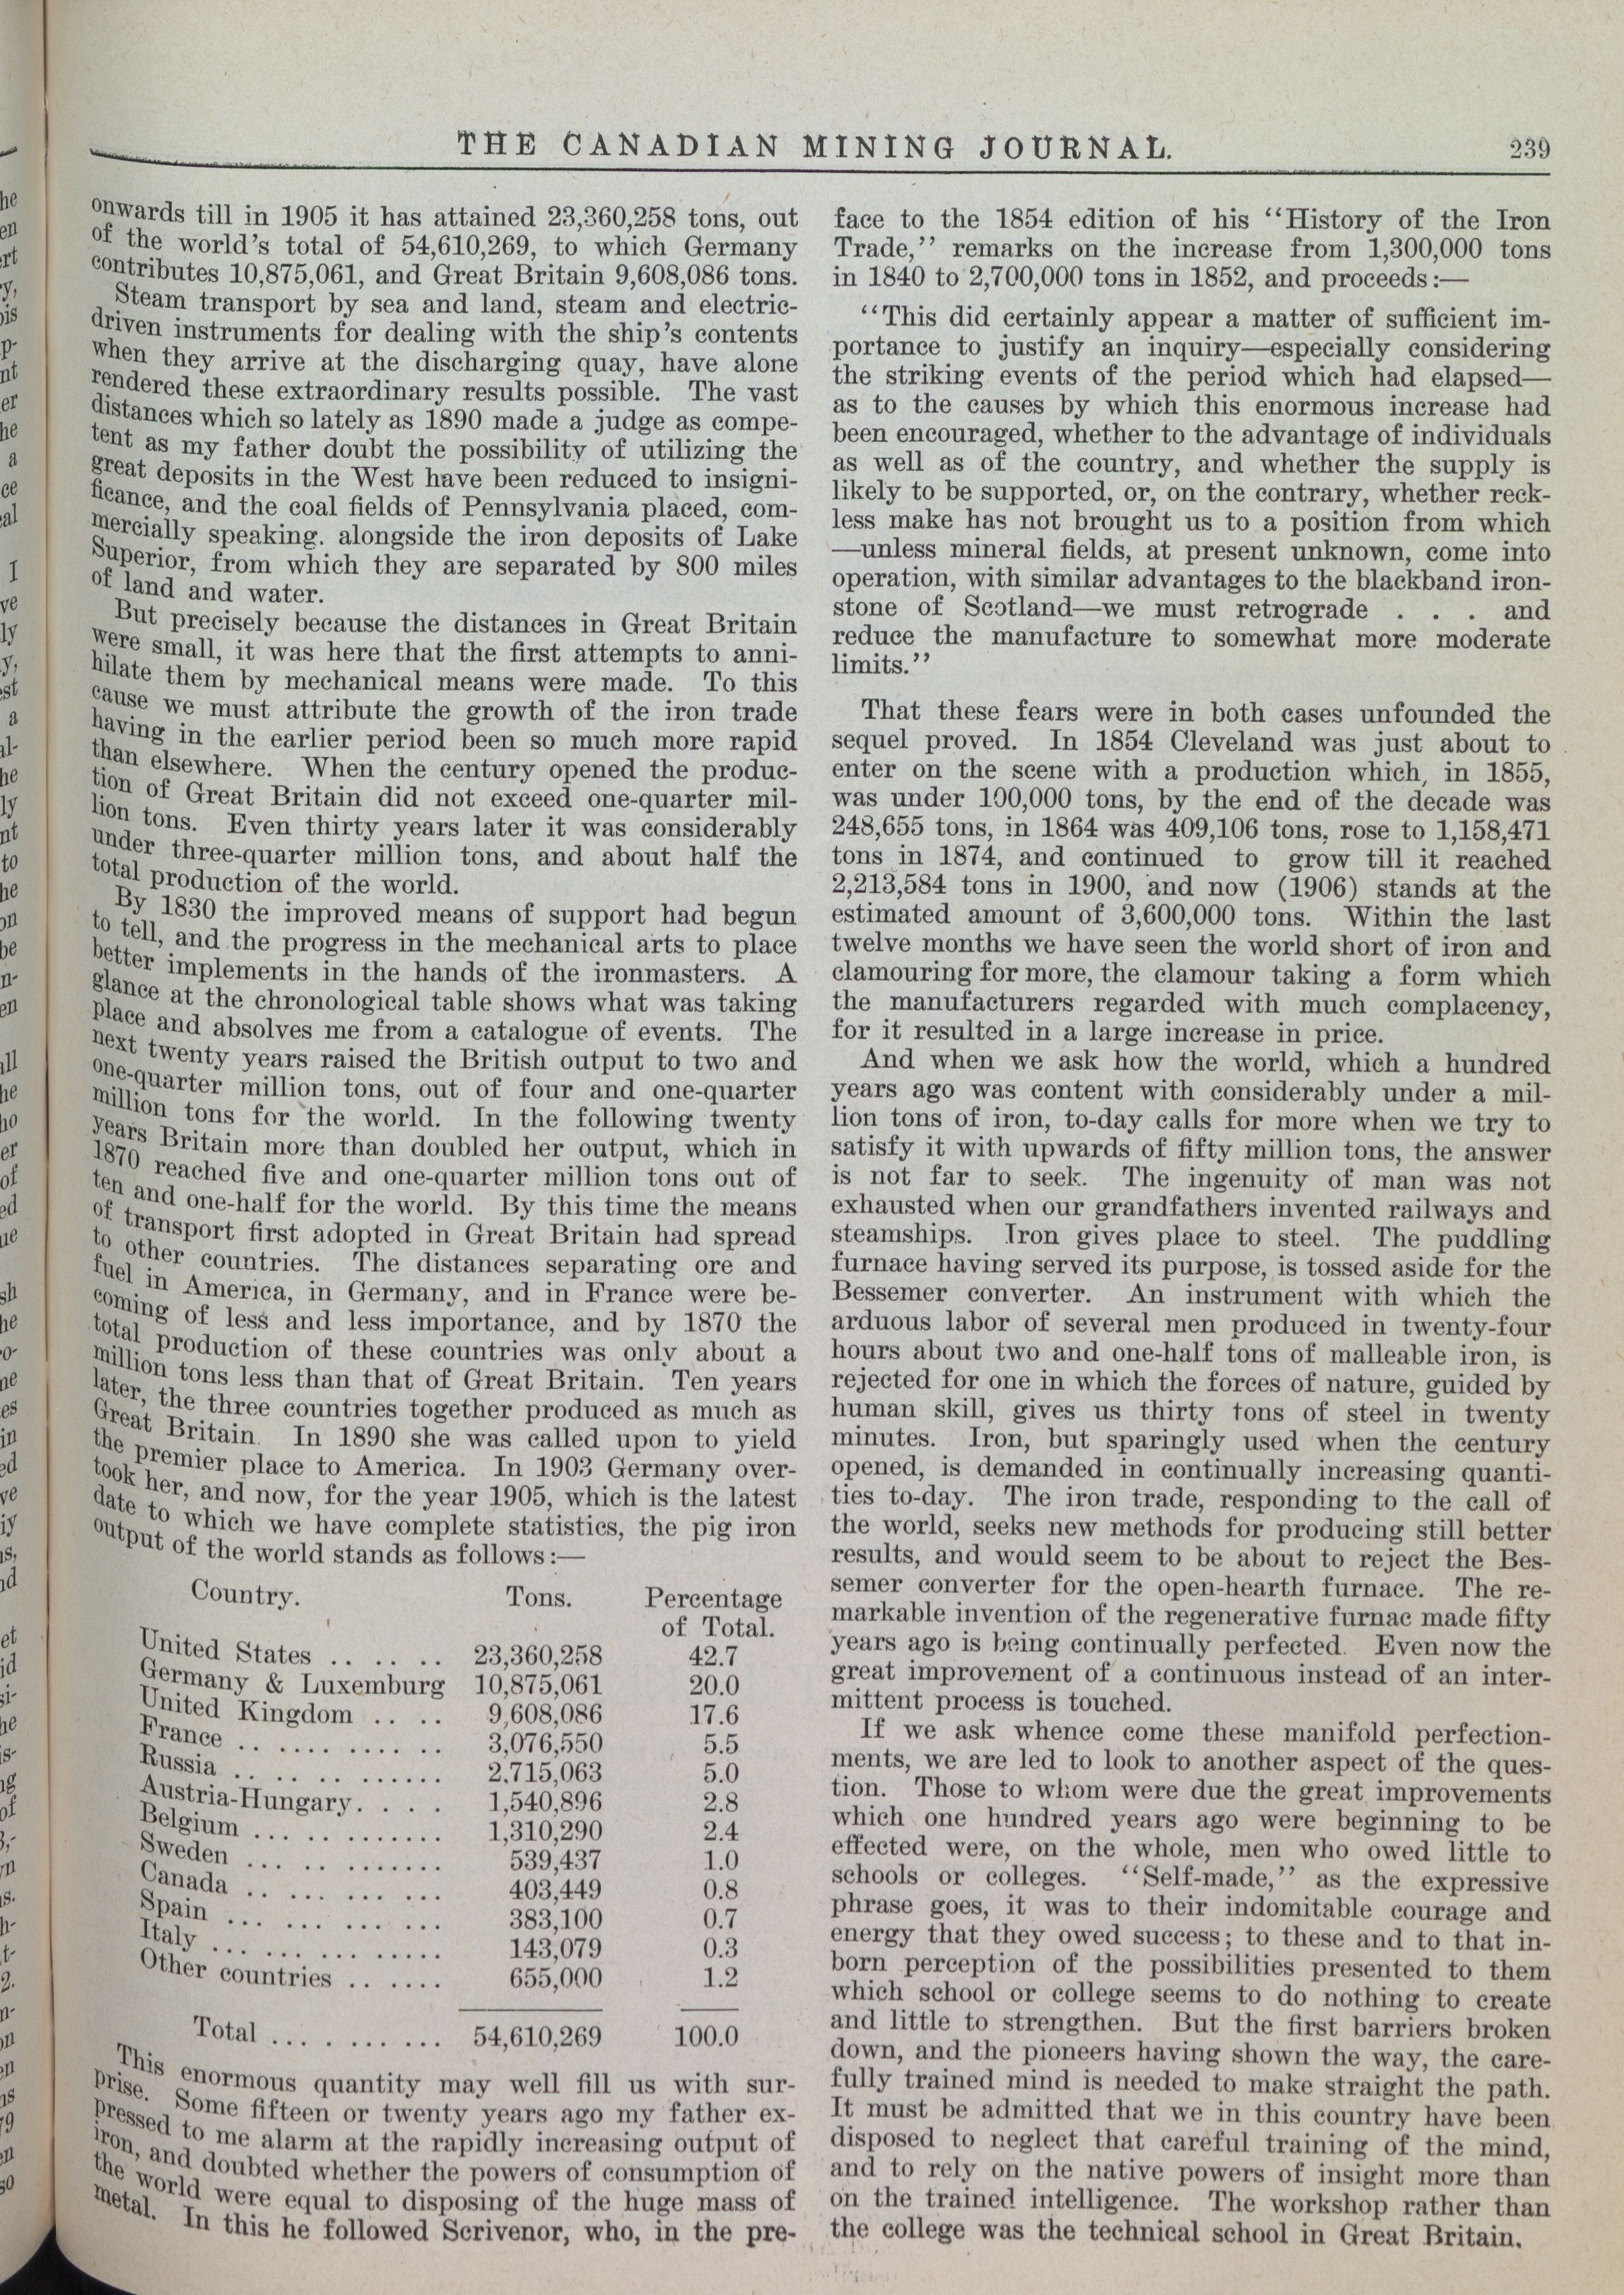 THE CANADIAN MINING JOURNAL. 239
onwards till in 1905 it has attained 23,360,258 tons, out
of the world's total of 54,610,269, to which Germany
contributes 10,875,061, and Great Britain 9,608,086 tons.
Steam transport by sea and land, steam and electric-
driven instruments for dealing with the ship's contents
when they arrive at the discharging quay, have alone
rendered these extraordinary results possible. The vast
distances which so lately as 1890 made a judge as compe-
tent as my father doubt the possibility of utilizing the
great deposits in the West have been reduced to insigni-
ficance, and the coal fields of Pennsylvania placed, com-
mercially speaking. alongside the iron deposits of Lake
Superior, from which they are separated by 800 miles
of land and water.
But precisely because the distances in Great Britain
were small, it was here that the first attempts to anni-
hilate them by mechanical means were made. To this
cause we must attribute the growth of the iron trade
having in the earlier period been so much more rapid
than elsewhere. When the century opened the produc-
tion of Great Britain did not exceed one-quarter mil-
lion tons. Even thirty years later it was considerably
under three-quarter million tons, and about half the
total production of the world.
By 1830 the improved means of support had begun
to tell, and the progress in the mechanical arts to place
better implements in the hands of the ironmasters. A
glance at the chronological table shows what was taking
place and absolves me from a catalogue of events. The
next twenty years raised the British output to two and
one-quarter million tons, out of four and one-quarter
million tons for the world. In the following twenty
years Britain more than doubled her output, which in
1870 reached five and one-quarter million tons out of
ten and one-half for the world. By this time the means
of transport first adopted in Great Britain had spread
to other countries. The distances separating ore and
fuel in America, in Germany, and in France were be-
coming of less and less importance, and by 1870 the
total production of these countries was only about a
million tons less than that of Great Britain. Ten years
later, the three countries together produced as much as
Great Britain. In 1890 she was called upon to yield
the premier place to America. In 1903 Germany over-
took her, and now, for the year 1905, which is the latest
date to which we have complete statistics, the pig iron
output of the world stands as follows:—
Country. Tons. Percentage
of Total.
United States .. .. .. 23,360,258 42.7
Germany & Luxemburg 10,875,061 20.0
United Kingdom .. .. 9,608,086 17.6
France .. ... ... .. 3,076,550 5.5
Russia .. .. .. ...... 2,715,063 5.0
Austria-Hungary. . . . 1,540,896 2.8
Belgium ... .. ....... 1,310,290 2.4
Sweden ... .. ....... 539,437 1.0
Canada .. ... ... ... 403,449 0.8
Spain ... ... ... ... 383,100 0.7
Italy ... ... ... ..... 143,079 0.3
Other countries .. .... 655,000 1.2
Total ... . ... ... 54,610,269 100.0
This enormous quantity may well fill us with sur-
prise. Some fifteen or twenty years ago my father ex-
pressed to me alarm at the rapidly increasing output of
iron, and doubted whether the powers of consumption of
the world were equal to disposing of the huge mass of
metal. In this he followed Scrivenor, who, in the pre-
face to the 1854 edition of his "History of the Iron
Trade," remarks on the increase from 1,300,000 tons
in 1840 to 2,700,000 tons in 1852, and proceeds:—
"This did certainly appear a matter of sufficient im-
portance to justify an inquiry—especially considering
the striking events of the period which had elapsed—
as to the causes by which this enormous increase had
been encouraged, whether to the advantage of individuals
as well as of the country, and whether the supply is
likely to be supported, or, on the contrary, whether reck-
less make has not brought us to a position from which
—unless mineral fields, at present unknown, come into
operation, with similar advantages to the blackband iron-
stone of Scotland—we must retrograde . . . and
reduce the manufacture to somewhat more moderate
limits."
That these fears were in both cases unfounded the
sequel proved. In 1854 Cleveland was just about to
enter on the scene with a production which, in 1855,
was under 100,000 tons, by the end of the decade was
248,655 tons, in 1864 was 409,106 tons, rose to 1,158,471
tons in 1874, and continued to grow till it reached
2,213,584 tons in 1900, and now (1906) stands at the
estimated amount of 3,600,000 tons. Within the last
twelve months we have seen the world short of iron and
clamouring for more, the clamour taking a form which
the manufacturers regarded with much complacency,
for it resulted in a large increase in price.
And when we ask how the world, which a hundred
years ago was content with considerably under a mil-
lion tons of iron, to-day calls for more when we try to
satisfy it with upwards of fifty million tons, the answer
is not far to seek. The ingenuity of man was not
exhausted when our grandfathers invented railways and
steamships. Iron gives place to steel. The puddling
furnace having served its purpose, is tossed aside for the
Bessemer converter. An instrument with which the
arduous labor of several men produced in twenty-four
hours about two and one-half tons of malleable iron, is
rejected for one in which the forces of nature, guided by
human skill, gives us thirty tons of steel in twenty
minutes. Iron, but sparingly used when the century
opened, is demanded in continually increasing quanti-
ties to-day. The iron trade, responding to the call of
the world, seeks new methods for producing still better
results, and would seem to be about to reject the Bes-
semer converter for the open-hearth furnace. The re-
markable invention of the regenerative furnac made fifty
years ago is being continually perfected. Even now the
great improvement of a continuous instead of an inter-
mittent process is touched.
If we ask whence come these manifold perfection-
ments, we are led to look to another aspect of the ques-
tion. Those to whom were due the great improvements
which one hundred years ago were beginning to be
effected were, on the whole, men who owed little to
schools or colleges. "Self-made," as the expressive
phrase goes, it was to their indomitable courage and
energy that they owed success; to these and to that in-
born perception of the possibilities presented to them
which school or college seems to do nothing to create
and little to strengthen. But the first barriers broken
down, and the pioneers having shown the way, the care-
fully trained mind is needed to make straight the path.
It must be admitted that we in this country have been
disposed to neglect that careful training of the mind,
and to rely on the native powers of insight more than
on the trained intelligence. The workshop rather than
the college was the technical school in Great Britain.